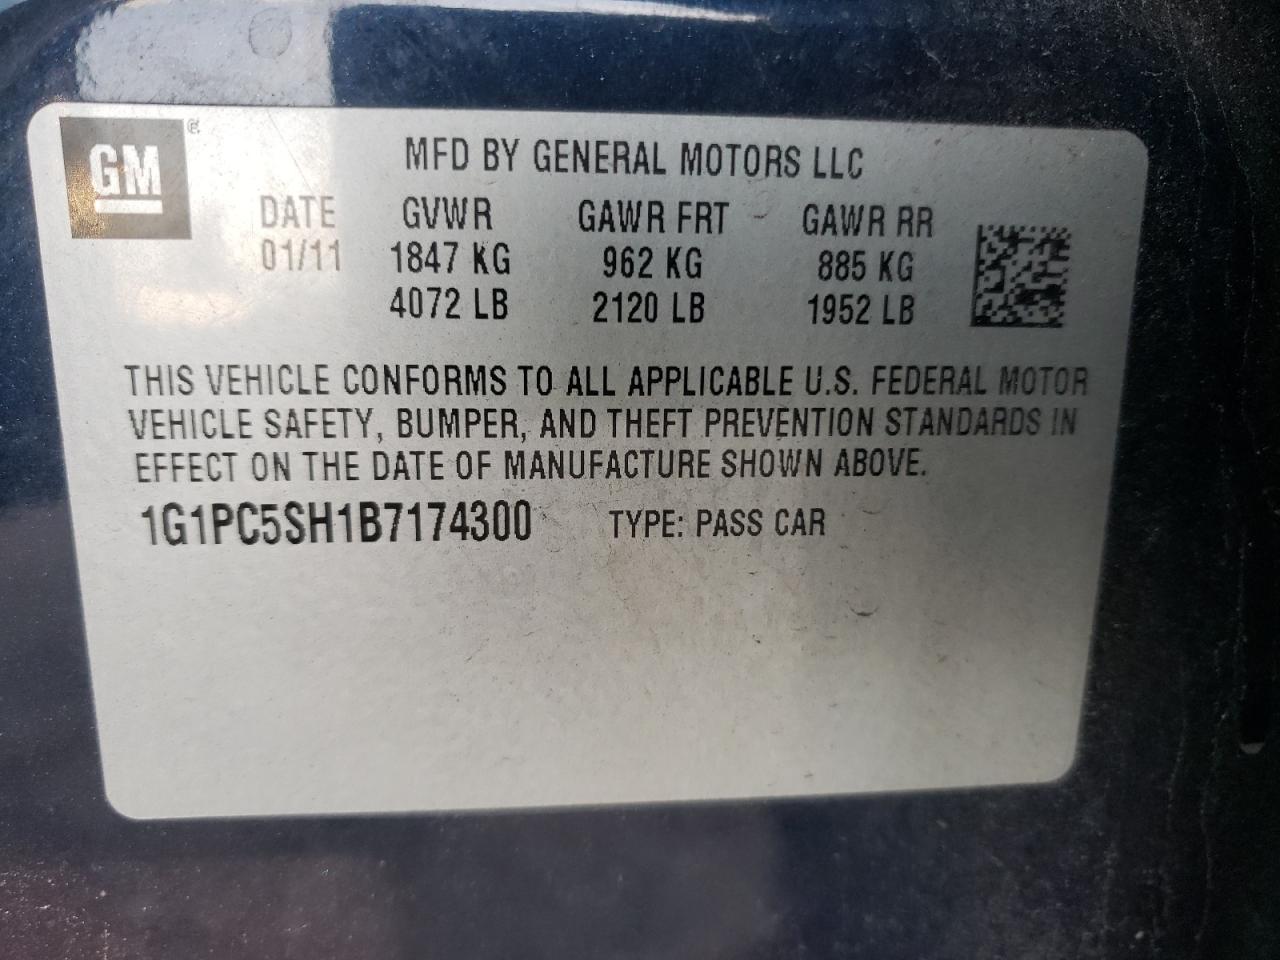 GM
MFD BY GENERAL MOTORS LLC
DATE GVWR GAWR FRT GAWR RR
01/11 1847 KG 962 KG 885 KG
4072 LB 2120 LB 1952 LB
THIS VEHICLE CONFORMS TO ALL APPLICABLE U.S. FEDERAL MOTOR
VEHICLE SAFETY, BUMPER, AND THEFT PREVENTION STANDARDS IN
EFFECT ON THE DATE OF MANUFACTURE SHOWN ABOVE.
1G1PC5SH1B7174300 TYPE: PASS CAR